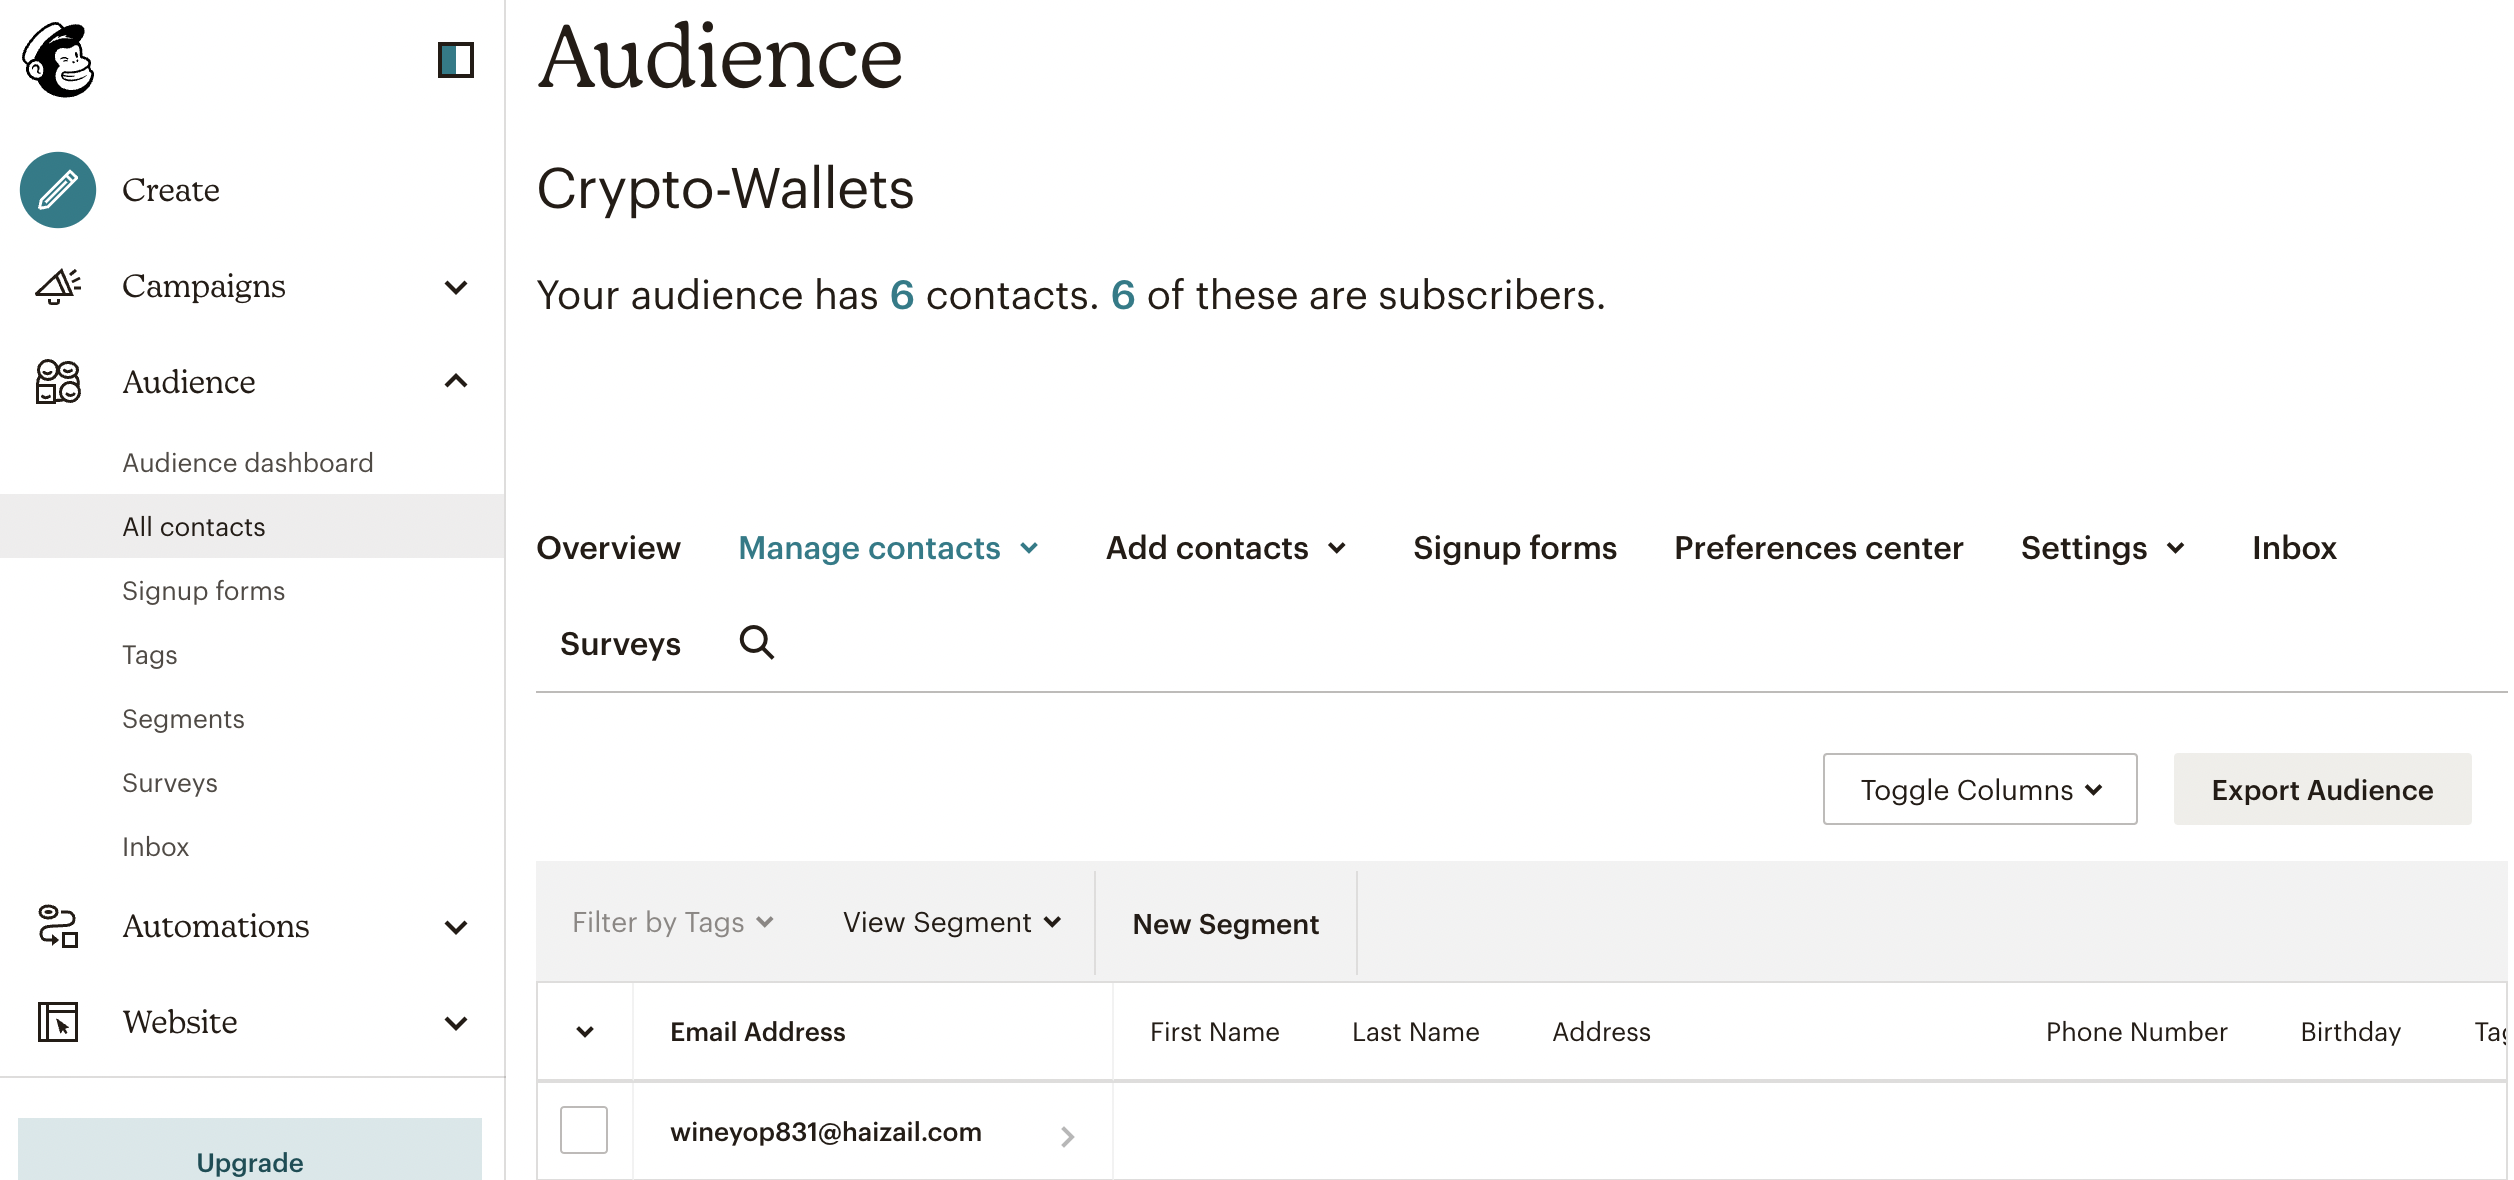 Create
Campaigns
Audience
Audience dashboard
All contacts
Signup forms
Tags
Segments
Surveys
Inbox
Automations
Website
Upgrade
Audience
Crypto-Wallets
Your audience has 6 contacts. 6 of these are subscribers.
Overview Manage contacts Add contacts Signup forms Preferences center Settings Inbox
Surveys
Toggle Columns Export Audience
Filter by Tags View Segment New Segment
Email Address First Name Last Name Address Phone Number Birthday
wineyop831@haizail.com